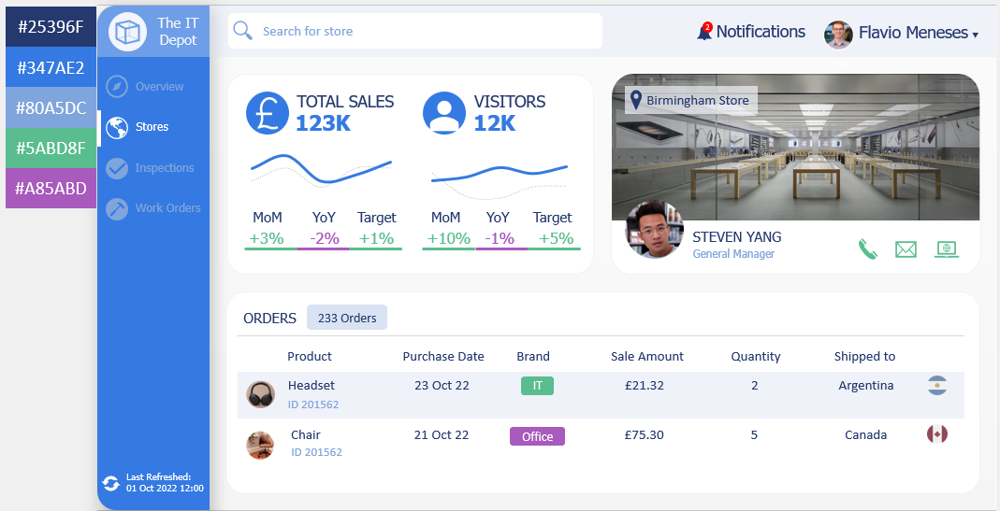 #25396F
#347AE2
#80A5DC
#5ABD8F
#A85ABD
The IT
Depot
Overview
Stores
Inspections
Work Orders
Last Refreshed:
01 Oct 2022 12:00
Search for store
2
Notifications
Flavio Meneses
TOTAL SALES
123K
MoM YoY Target
+3% -2% +1%
VISITORS
12K
MoM YoY Target
+10% -1% +5%
Birmingham Store
STEVEN YANG
General Manager
ORDERS 233 Orders
Product Purchase Date Brand Sale Amount Quantity Shipped to
Headset 23 Oct 22 IT £21.32 2 Argentina
ID 201562
Chair 21 Oct 22 Office £75.30 5 Canada
ID 201562